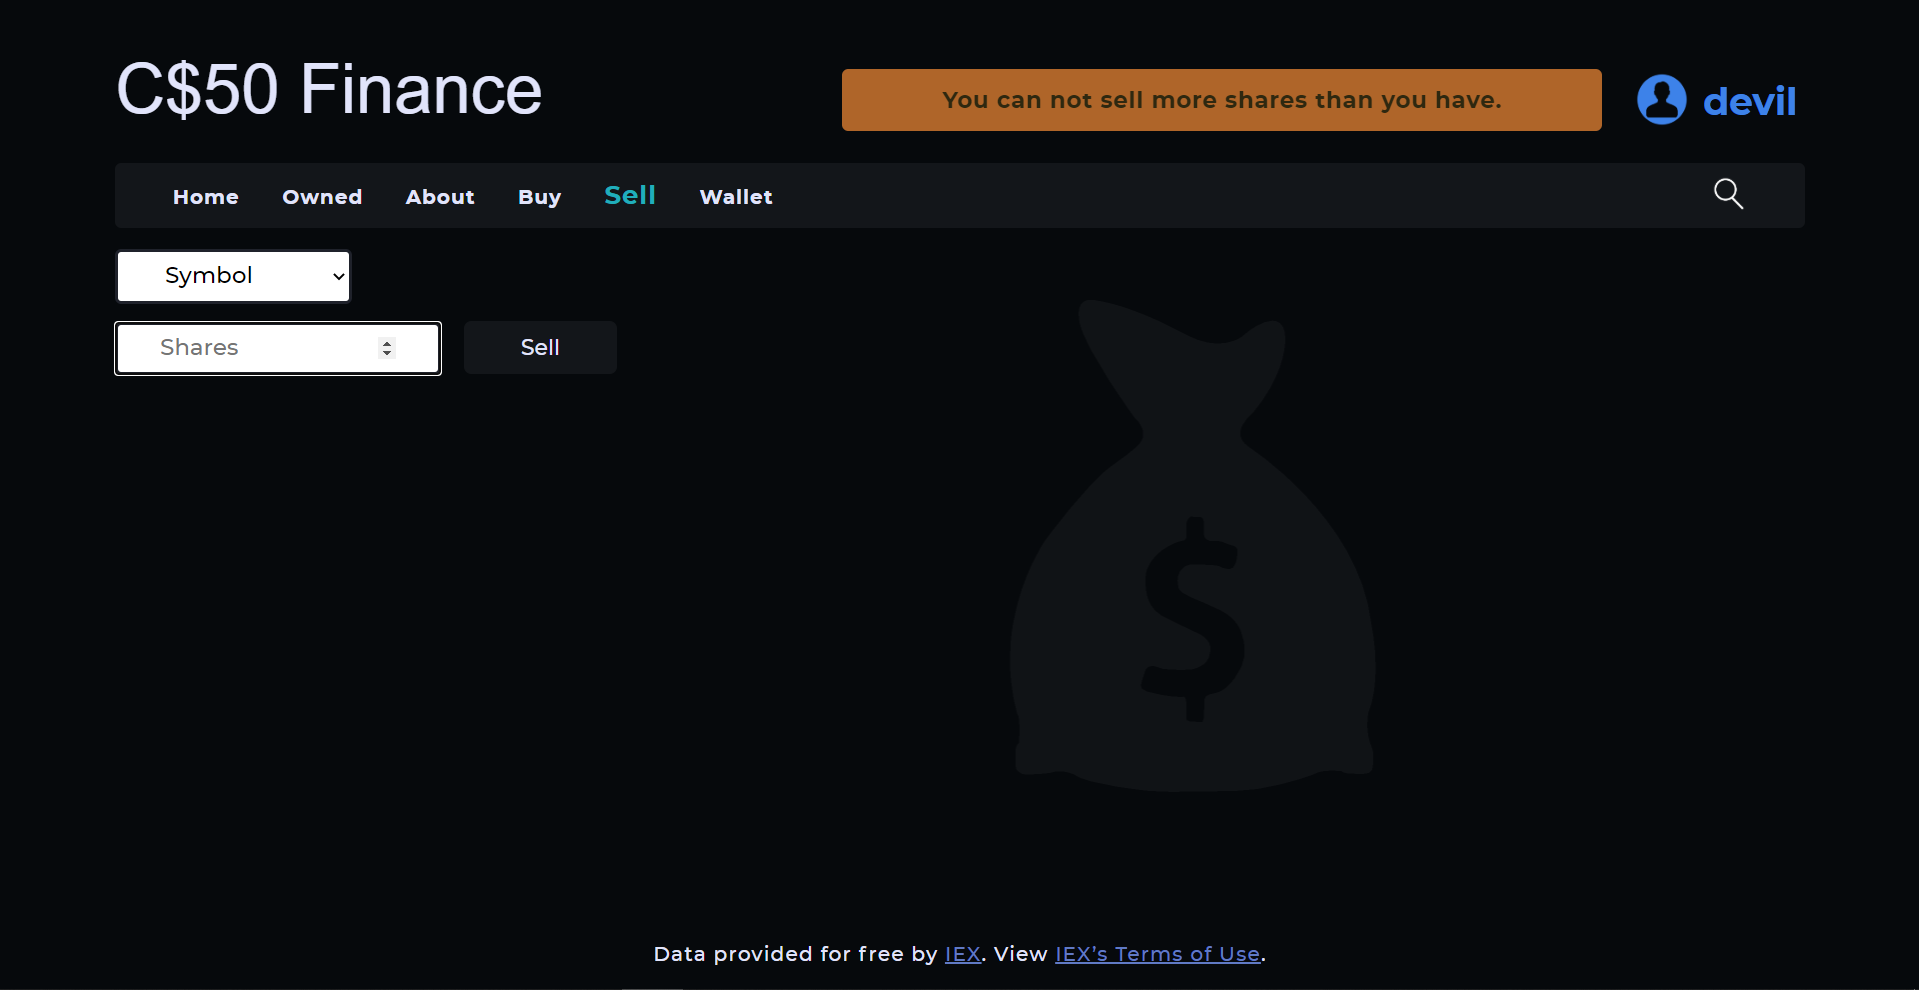 C$50 Finance
You can not sell more shares than you have.
devil
Home Owned About Buy Sell Wallet
Symbol
Shares
Sell
$
Data provided for free by IEX. View IEX’s Terms of Use.